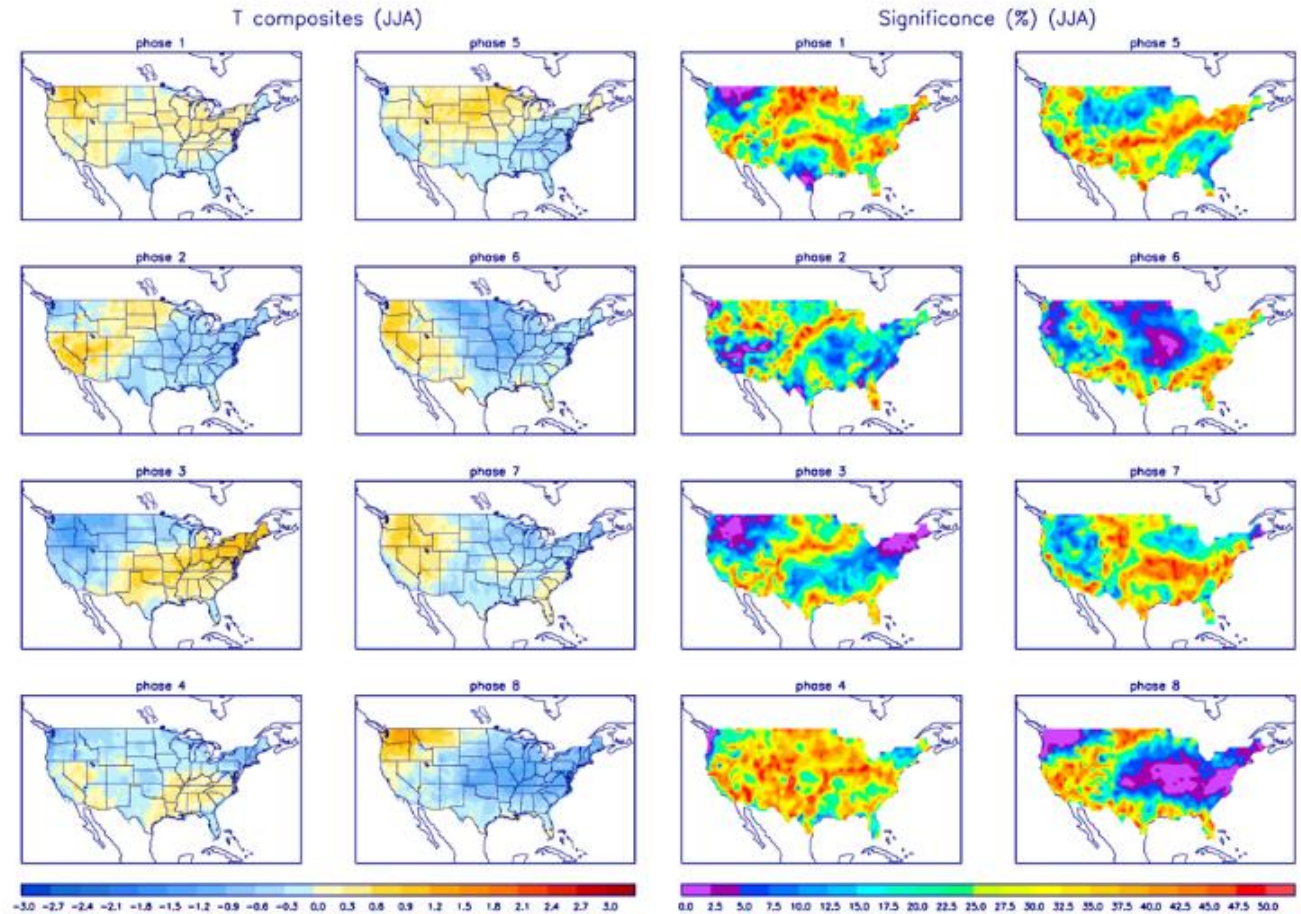 T composites (JJA) Significance (%) (JJA)
phase 1 phase 5 phase 1 phase 5
phase 2 phase 6 phase 2 phase 6
phase 3 phase 7 phase 3 phase 7
phase 4 phase 8 phase 4 phase 8
-3.0 -2.7 -2.4 -2.1 -1.8 -1.5 -1.2 -0.9 -0.6 -0.3 0.0 0.3 0.6 0.9 1.2 1.5 1.8 2.1 2.4 2.7 3.0 0.0 2.5 5.0 7.5 10.0 12.5 15.0 17.5 20.0 22.5 25.0 27.5 30.0 32.5 35.0 37.5 40.0 42.5 45.0 47.5 50.0